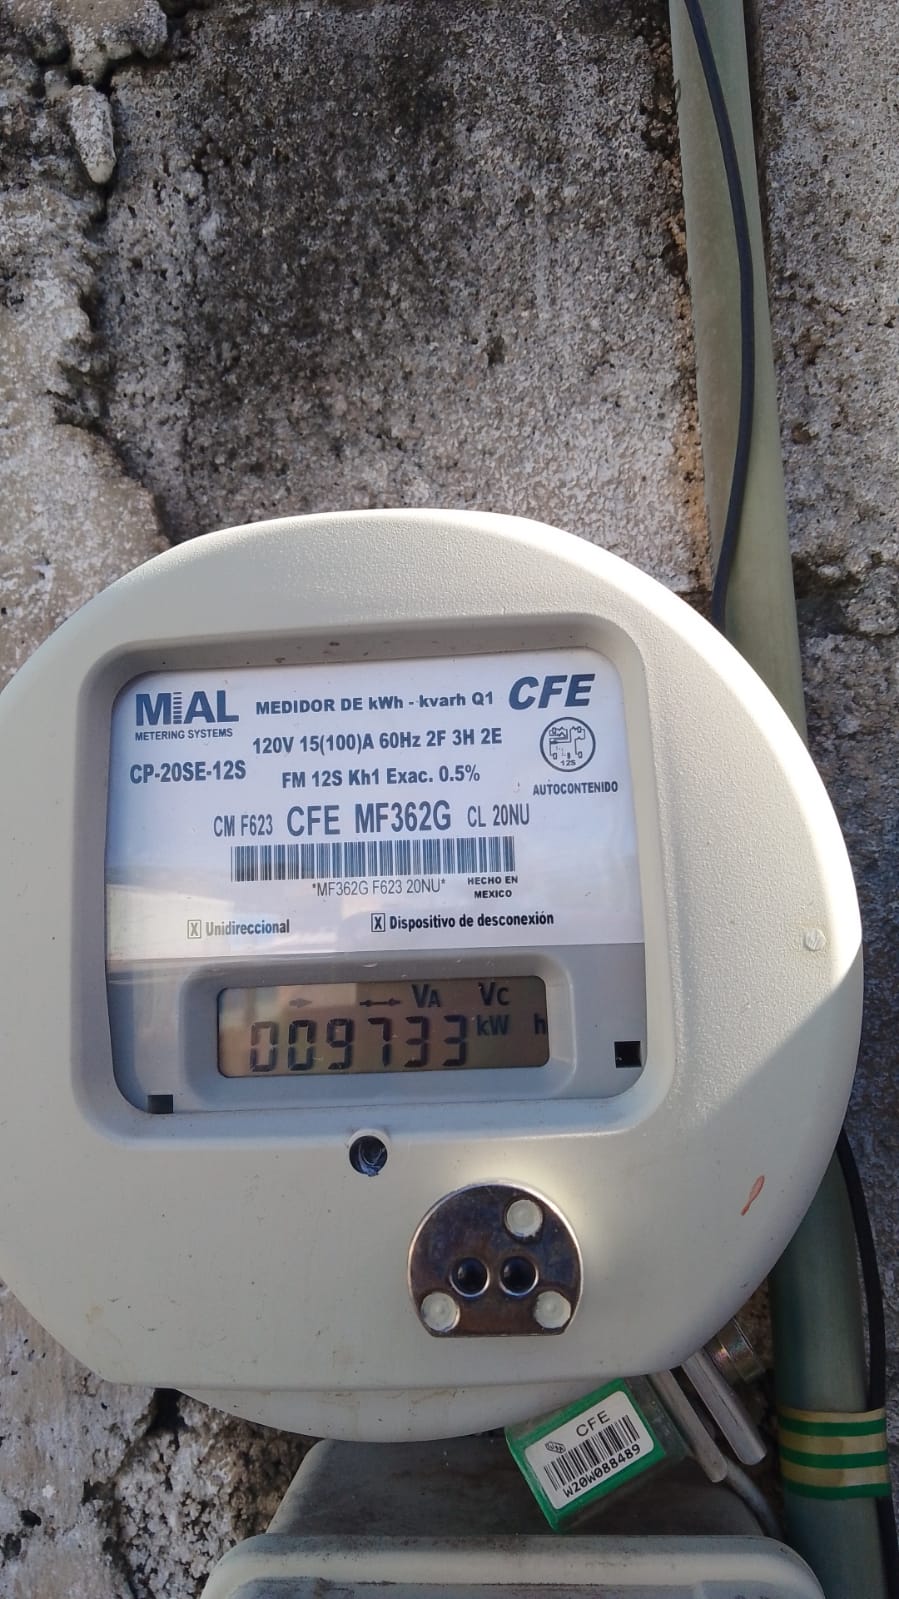 MIAL
METERING SYSTEMS
MEDIDOR DE kWh - kvarh Q1
CFE
120V 15(100)A 60Hz 2F 3H 2E
CP-20SE-12S
FM 12S Kh1 Exac. 0.5%
12S
AUTOCONTENIDO
CM F623 CFE MF362G CL 20NU
*MF362G F623 20NU*
HECHO EN
MEXICO
X Unidireccional
X Dispositivo de desconexión
VA VC
009733 kW h
CFE
W20W088489